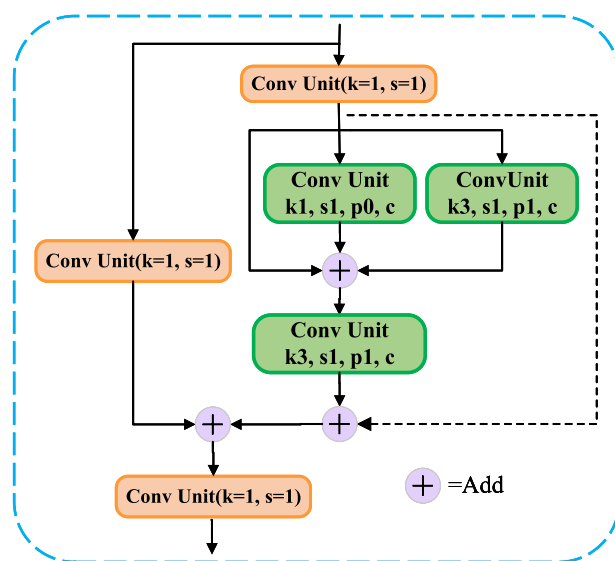 Conv Unit(k=1, s=1)
Conv Unit
k1, s1, p0, c
ConvUnit
k3, s1, p1, c
Conv Unit(k=1, s=1)
Conv Unit
k3, s1, p1, c
Conv Unit(k=1, s=1)
=Add